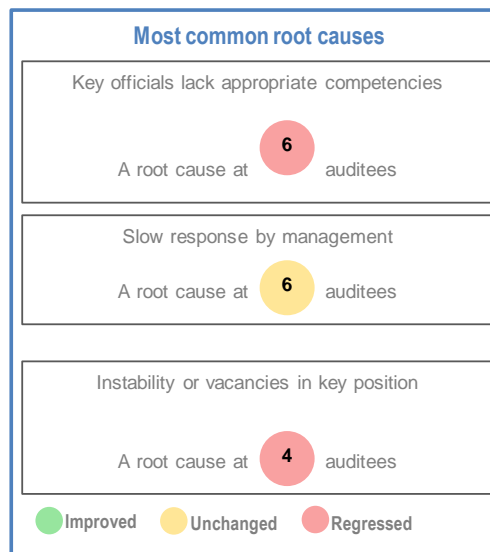 Most common root causes
Key officials lack appropriate competencies
A root cause at 6 auditees
Slow response by management
A root cause at 6 auditees
Instability or vacancies in key position
A root cause at 4 auditees
Improved Unchanged Regressed